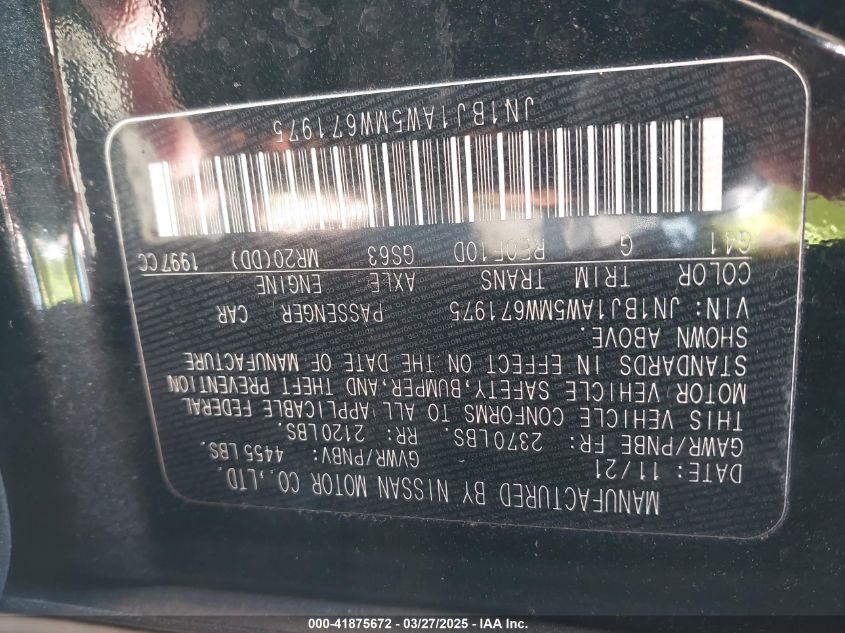 MANUFACTURED BY NISSAN MOTOR CO.,LTD.
DATE: 11/21 GVWR/PNBV: 4455 LBS.
GAWR/PNBE FR: 2370LBS. RR: 2120LBS.
THIS VEHICLE CONFORMS TO ALL APPLICABLE FEDERAL
MOTOR VEHICLE SAFETY,BUMPER,AND THEFT PREVENTION
STANDARDS IN EFFECT ON THE DATE OF MANUFACTURE
SHOWN ABOVE.
VIN: JN1BJ1AW5MW671975 PASSENGER CAR
COLOR TRIM TRANS AXLE ENGINE
G41 G RE0F10D GS63 MR20(DD) 1997CC
JN1BJ1AW5MW671975
000-41875672 - 03/27/2025 - IAA Inc.